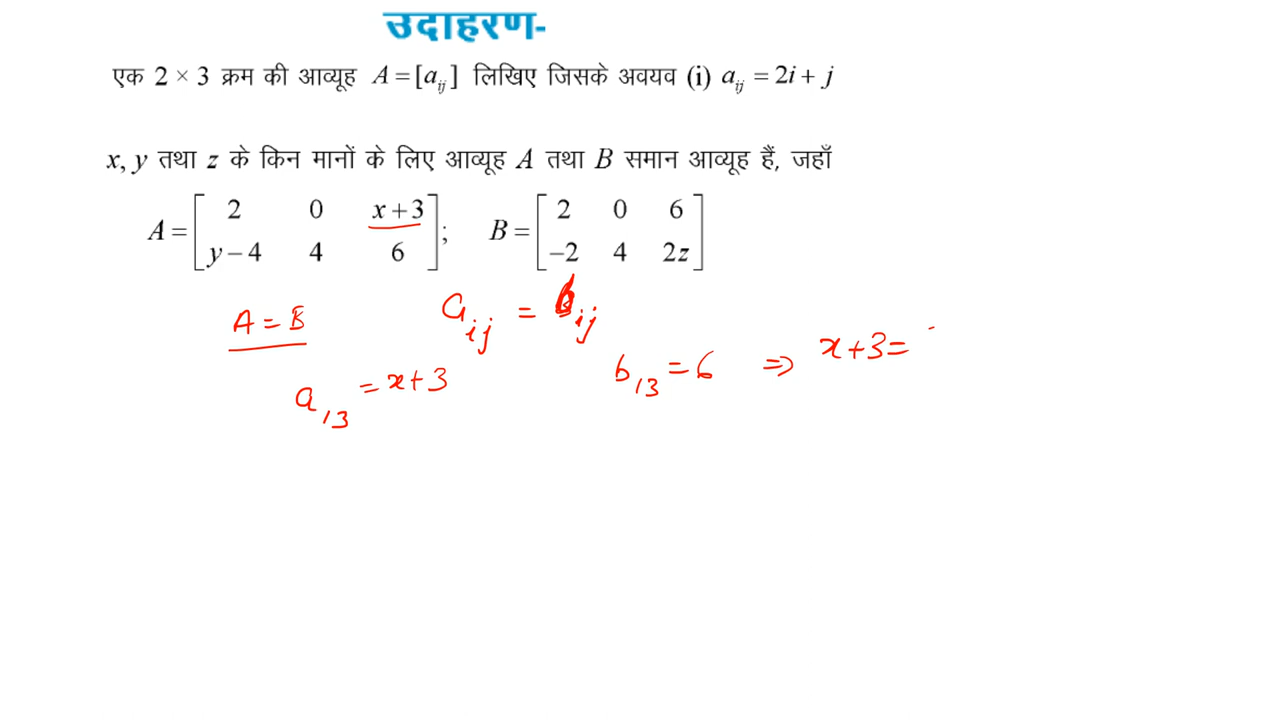 उदाहरण-
एक 2 × 3 क्रम की आव्यूह A = [a_ij] लिखिए जिसके अवयव (i) a_ij = 2i + j
x, y तथा z के किन मानों के लिए आव्यूह A तथा B समान आव्यूह हैं, जहाँ
A = [2 0 x + 3; y – 4 4 6]; B = [2 0 6; –2 4 2z]
A = B a_ij = b_ij
a_13 = x + 3 b_13 = 6 ⇒ x + 3 =